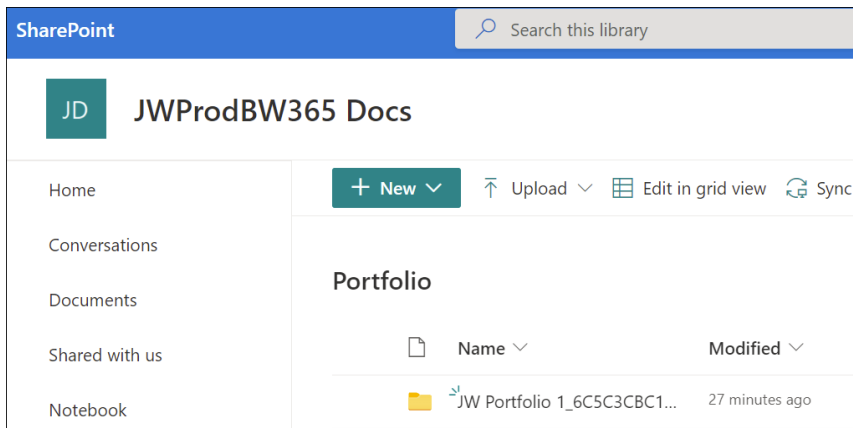 SharePoint
Search this library
JD
JWProdBW365 Docs
Home
Conversations
Documents
Shared with us
Notebook
New
Upload
Edit in grid view
Sync
Portfolio
Name
Modified
JW Portfolio 1_6C5C3CBC1...
27 minutes ago